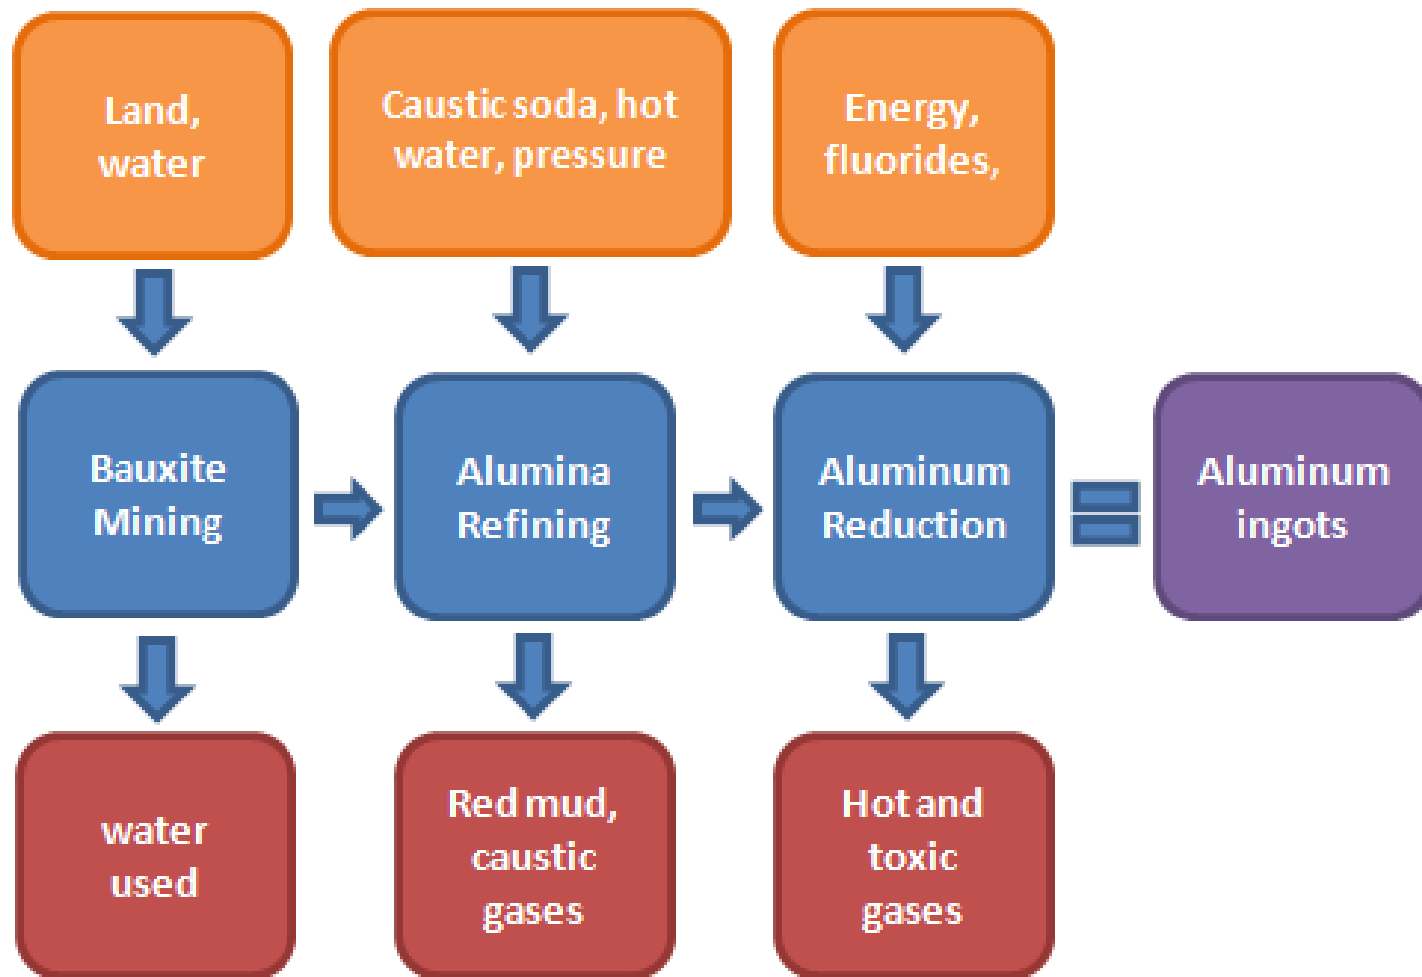 Land,
water
Caustic soda, hot
water, pressure
Energy,
fluorides,
Bauxite
Mining
Alumina
Refining
Aluminum
Reduction
Aluminum
ingots
water
used
Red mud,
caustic
gases
Hot and
toxic
gases